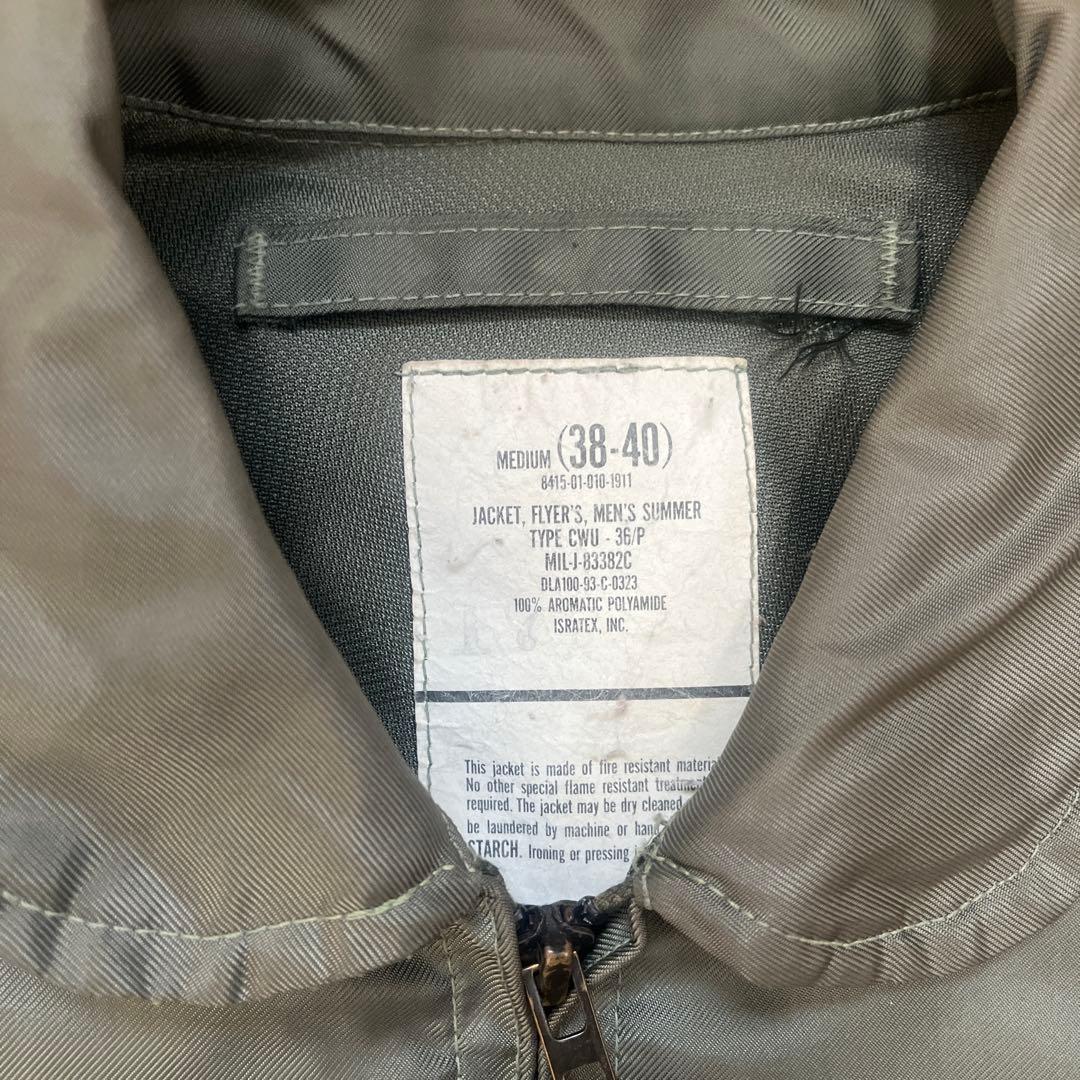 MEDIUM (38-40)
8415-01-010-1911
JACKET, FLYER'S, MEN'S SUMMER
TYPE CWU - 36/P
MIL-J-83382C
DLA100-93-C-0323
100% AROMATIC POLYAMIDE
ISRATEX, INC.
This jacket is made of fire resistant
No other special flame resistant
required. The jacket may be dry cleaned
be laundered by machine or
STARCH. Ironing or pressing